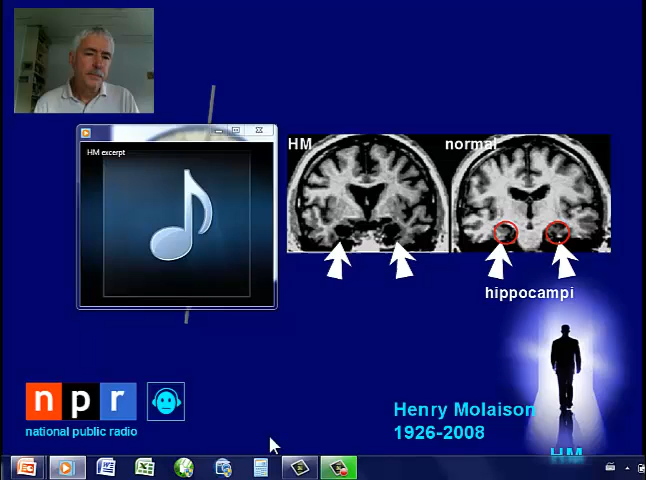 HM excerpt
HM
normal
hippocampi
npr
national public radio
Henry Molaison
1926-2008
HM